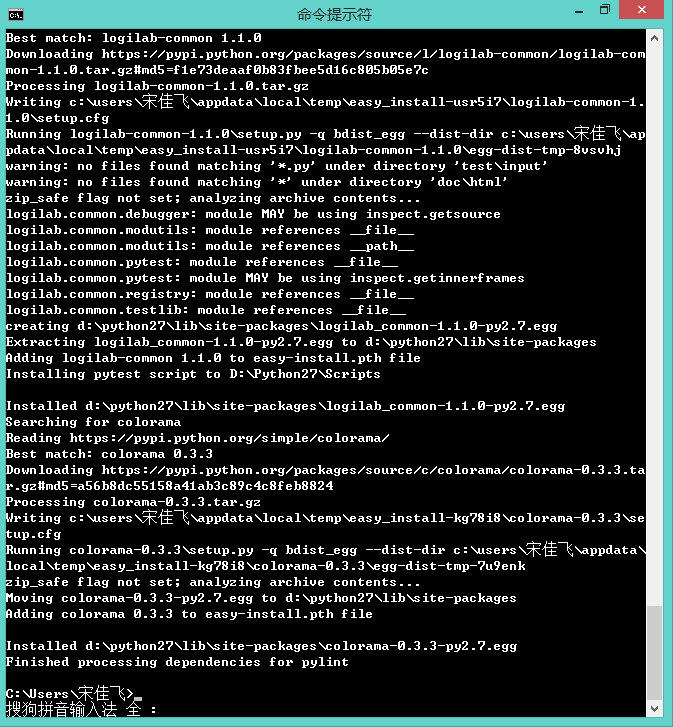 命令提示符
Best match: logilab-common 1.1.0
Downloading https://pypi.python.org/packages/source/l/logilab-common/logilab-com
mon-1.1.0.tar.gz#md5=f1e73deaaf0b83fbee5d16c805b05e7c
Processing logilab-common-1.1.0.tar.gz
Writing c:\users\宋佳飞\appdata\local\temp\easy_install-usr5i7\logilab-common-1.
1.0\setup.cfg
Running logilab-common-1.1.0\setup.py -q bdist_egg --dist-dir c:\users\宋佳飞\ap
pdata\local\temp\easy_install-usr5i7\logilab-common-1.1.0\egg-dist-tmp-8vsvhj
warning: no files found matching '*.py' under directory 'test\input'
warning: no files found matching '*' under directory 'doc\html'
zip_safe flag not set; analyzing archive contents...
logilab.common.debugger: module MAY be using inspect.getsource
logilab.common.modutils: module references __file__
logilab.common.modutils: module references __path__
logilab.common.pytest: module references __file__
logilab.common.pytest: module MAY be using inspect.getinnerframes
logilab.common.registry: module references __file__
logilab.common.testlib: module references __file__
creating d:\python27\lib\site-packages\logilab_common-1.1.0-py2.7.egg
Extracting logilab_common-1.1.0-py2.7.egg to d:\python27\lib\site-packages
Adding logilab-common 1.1.0 to easy-install.pth file
Installing pytest script to D:\Python27\Scripts
Installed d:\python27\lib\site-packages\logilab_common-1.1.0-py2.7.egg
Searching for colorama
Reading https://pypi.python.org/simple/colorama/
Best match: colorama 0.3.3
Downloading https://pypi.python.org/packages/source/c/colorama/colorama-0.3.3.ta
r.gz#md5=a56b8dc55158a41ab3c89c4c8feb8824
Processing colorama-0.3.3.tar.gz
Writing c:\users\宋佳飞\appdata\local\temp\easy_install-kg78i8\colorama-0.3.3\se
tup.cfg
Running colorama-0.3.3\setup.py -q bdist_egg --dist-dir c:\users\宋佳飞\appdata\
local\temp\easy_install-kg78i8\colorama-0.3.3\egg-dist-tmp-7u9enk
zip_safe flag not set; analyzing archive contents...
Moving colorama-0.3.3-py2.7.egg to d:\python27\lib\site-packages
Adding colorama 0.3.3 to easy-install.pth file
Installed d:\python27\lib\site-packages\colorama-0.3.3-py2.7.egg
Finished processing dependencies for pylint
C:\Users\宋佳飞>_
搜狗拼音输入法 全 :